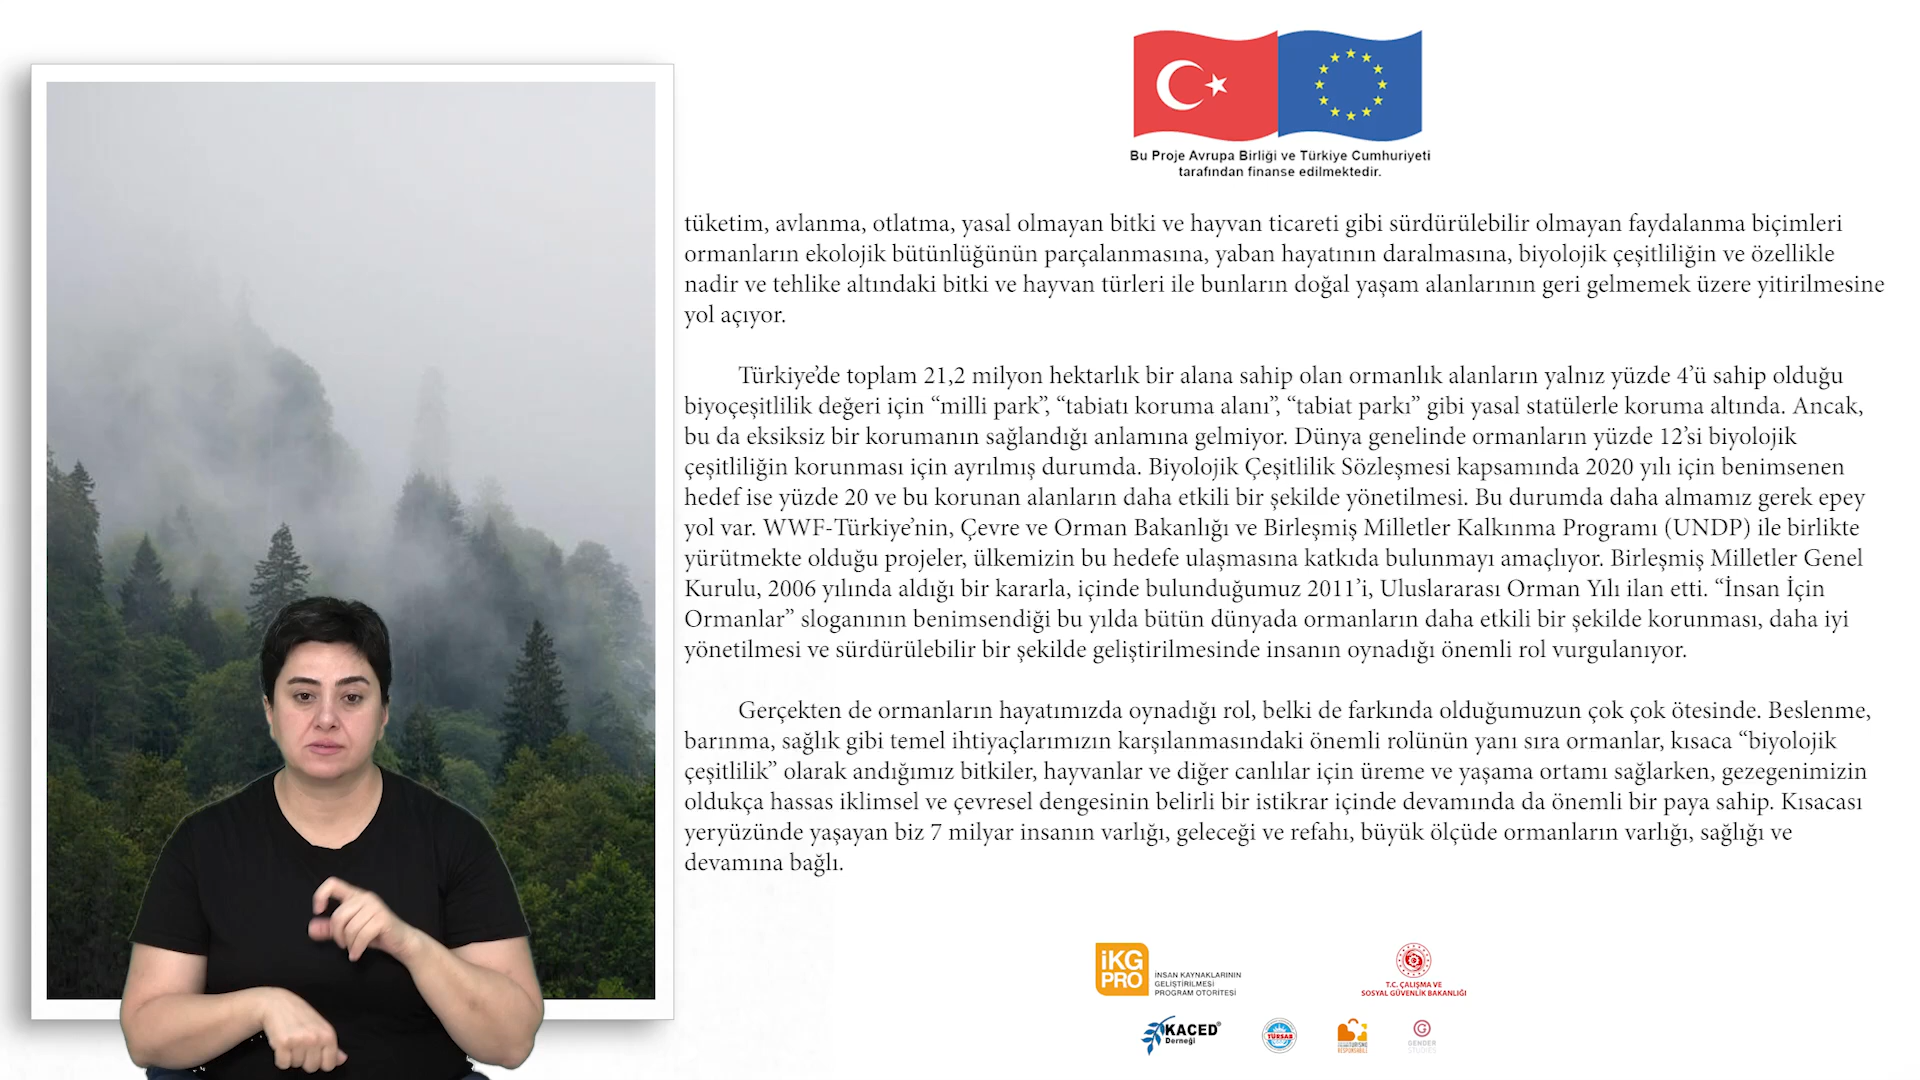 Bu Proje Avrupa Birliği ve Türkiye Cumhuriyeti
tarafından finanse edilmektedir.
tüketim, avlanma, otlatma, yasal olmayan bitki ve hayvan ticareti gibi sürdürülebilir olmayan faydalanma biçimleri
ormanların ekolojik bütünlüğünün parçalanmasına, yaban hayatının daralmasına, biyolojik çeşitliliğin ve özellikle
nadir ve tehlike altındaki bitki ve hayvan türleri ile bunların doğal yaşam alanlarının geri gelmemek üzere yitirilmesine
yol açıyor.
Türkiye’de toplam 21,2 milyon hektarlık bir alana sahip olan ormanlık alanların yalnız yüzde 4’ü sahip olduğu
biyoçeşitlilik değeri için “milli park”, “tabiatı koruma alanı”, “tabiat parkı” gibi yasal statülerle koruma altında. Ancak,
bu da eksiksiz bir korumanın sağlandığı anlamına gelmiyor. Dünya genelinde ormanların yüzde 12’si biyolojik
çeşitliliğin korunması için ayrılmış durumda. Biyolojik Çeşitlilik Sözleşmesi kapsamında 2020 yılı için benimsenen
hedef ise yüzde 20 ve bu korunan alanların daha etkili bir şekilde yönetilmesi. Bu durumda daha almamız gerek epey
yol var. WWF-Türkiye’nin, Çevre ve Orman Bakanlığı ve Birleşmiş Milletler Kalkınma Programı (UNDP) ile birlikte
yürütmekte olduğu projeler, ülkemizin bu hedefe ulaşmasına katkıda bulunmayı amaçlıyor. Birleşmiş Milletler Genel
Kurulu, 2006 yılında aldığı bir kararla, içinde bulunduğumuz 2011’i, Uluslararası Orman Yılı ilan etti. “İnsan İçin
Ormanlar” sloganının benimsendiği bu yılda bütün dünyada ormanların daha etkili bir şekilde korunması, daha iyi
yönetilmesi ve sürdürülebilir bir şekilde geliştirilmesinde insanın oynadığı önemli rol vurgulanıyor.
Gerçekten de ormanların hayatımızda oynadığı rol, belki de farkında olduğumuzun çok çok ötesinde. Beslenme,
barınma, sağlık gibi temel ihtiyaçlarımızın karşılanmasındaki önemli rolünün yanı sıra ormanlar, kısaca “biyolojik
çeşitlilik” olarak andığımız bitkiler, hayvanlar ve diğer canlılar için üreme ve yaşama ortamı sağlarken, gezegenimizin
oldukça hassas iklimsel ve çevresel dengesinin belirli bir istikrar içinde devamında da önemli bir paya sahip. Kısacası
yeryüzünde yaşayan biz 7 milyar insanın varlığı, geleceği ve refahı, büyük ölçüde ormanların varlığı, sağlığı ve
devamına bağlı.
iKG
PRO
İNSAN KAYNAKLARININ
GELİŞTİRİLMESİ
PROGRAM OTORİTESİ
T.C. ÇALIŞMA VE
SOSYAL GÜVENLİK BAKANLIĞI
KACED®
Derneği
TÜRSAB
RESPONSABILE
GENDER
STUDIES